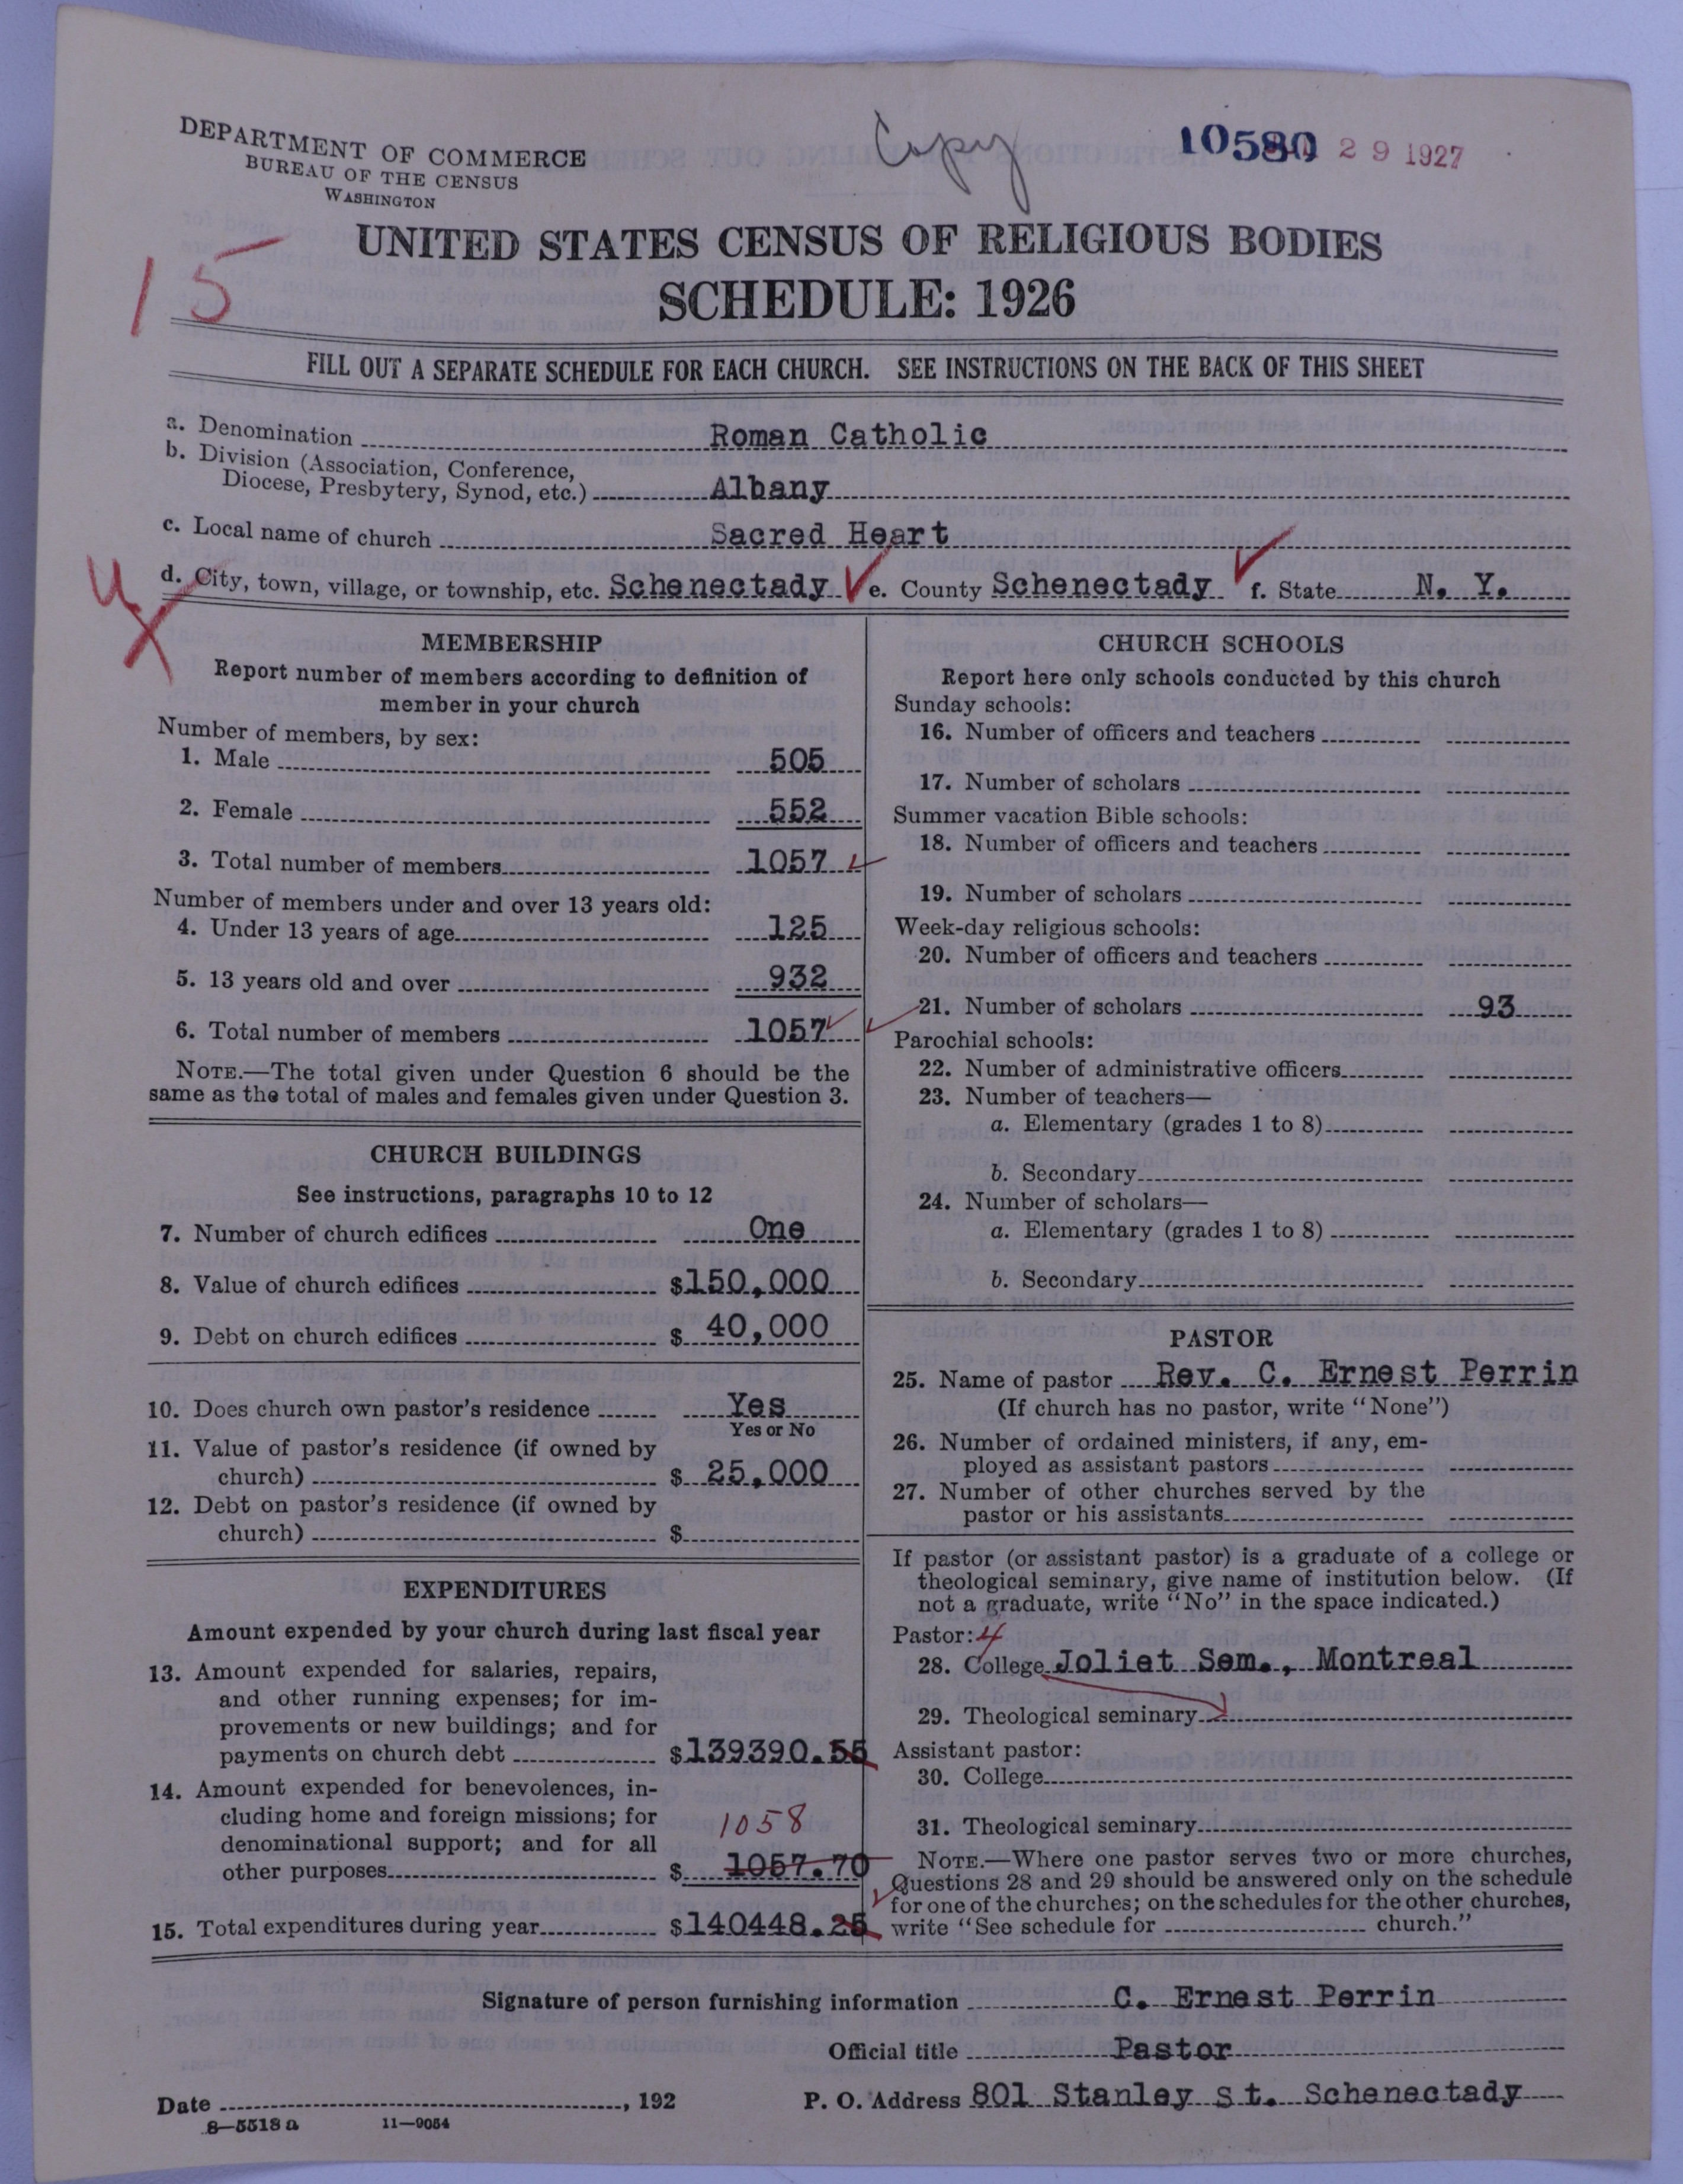 DEPARTMENT OF COMMERCE
BUREAU OF THE CENSUS
WASHINGTON
Copy
10580
29 1927
UNITED STATES CENSUS OF RELIGIOUS BODIES
SCHEDULE: 1926
15
FILL OUT A SEPARATE SCHEDULE FOR EACH CHURCH. SEE INSTRUCTIONS ON THE BACK OF THIS SHEET
a. Denomination Roman Catholic
b. Division (Association, Conference,
Diocese, Presbytery, Synod, etc.) Albany
c. Local name of church Sacred Heart
d. City, town, village, or township, etc. Schenectady e. County Schenectady f. State N. Y.
MEMBERSHIP
Report number of members according to definition of
member in your church
Number of members, by sex:
1. Male 505
2. Female 552
3. Total number of members 1057
Number of members under and over 13 years old:
4. Under 13 years of age 125
5. 13 years old and over 932
6. Total number of members 1057
NOTE.—The total given under Question 6 should be the
same as the total of males and females given under Question 3.
CHURCH BUILDINGS
See instructions, paragraphs 10 to 12
7. Number of church edifices One
8. Value of church edifices $150,000
9. Debt on church edifices $ 40,000
10. Does church own pastor's residence Yes
Yes or No
11. Value of pastor's residence (if owned by
church) $ 25,000
12. Debt on pastor's residence (if owned by
church) $
EXPENDITURES
Amount expended by your church during last fiscal year
13. Amount expended for salaries, repairs,
and other running expenses; for im-
provements or new buildings; and for
payments on church debt $139390.55
14. Amount expended for benevolences, in-
cluding home and foreign missions; for
denominational support; and for all
1058
other purposes $ 1057.70
15. Total expenditures during year $140448.25
CHURCH SCHOOLS
Report here only schools conducted by this church
Sunday schools:
16. Number of officers and teachers
17. Number of scholars
Summer vacation Bible schools:
18. Number of officers and teachers
19. Number of scholars
Week-day religious schools:
20. Number of officers and teachers
21. Number of scholars 93
Parochial schools:
22. Number of administrative officers
23. Number of teachers—
a. Elementary (grades 1 to 8)
b. Secondary
24. Number of scholars—
a. Elementary (grades 1 to 8)
b. Secondary
PASTOR
25. Name of pastor Rev. C. Ernest Perrin
(If church has no pastor, write "None")
26. Number of ordained ministers, if any, em-
ployed as assistant pastors
27. Number of other churches served by the
pastor or his assistants
If pastor (or assistant pastor) is a graduate of a college or
theological seminary, give name of institution below. (If
not a graduate, write "No" in the space indicated.)
Pastor: 4
28. College Joliet Sem., Montreal
29. Theological seminary
Assistant pastor:
30. College
31. Theological seminary
NOTE.—Where one pastor serves two or more churches,
Questions 28 and 29 should be answered only on the schedule
for one of the churches; on the schedules for the other churches,
write "See schedule for church."
Signature of person furnishing information C. Ernest Perrin
Official title Pastor
Date , 192 P. O. Address 801 Stanley St. Schenectady
8—5518 a 11—9054